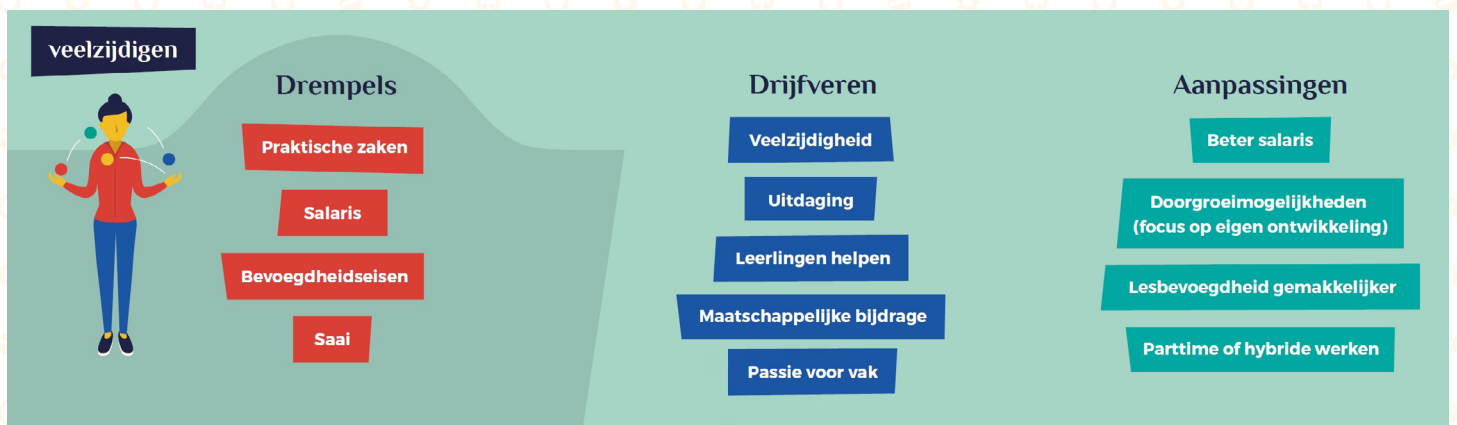 veelzijdigen
Drempels
Praktische zaken
Salaris
Bevoegdheidseisen
Saai
Drijfveren
Veelzijdigheid
Uitdaging
Leerlingen helpen
Maatschappelijke bijdrage
Passie voor vak
Aanpassingen
Beter salaris
Doorgroeimogelijkheden
(focus op eigen ontwikkeling)
Lesbevoegdheid gemakkelijker
Parttime of hybride werken